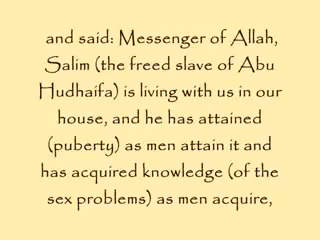 and said: Messenger of Allah,
Salim (the freed slave of Abu
Hudhaifa) is living with us in our
house, and he has attained
(puberty) as men attain it and
has acquired knowledge (of the
sex problems) as men acquire,